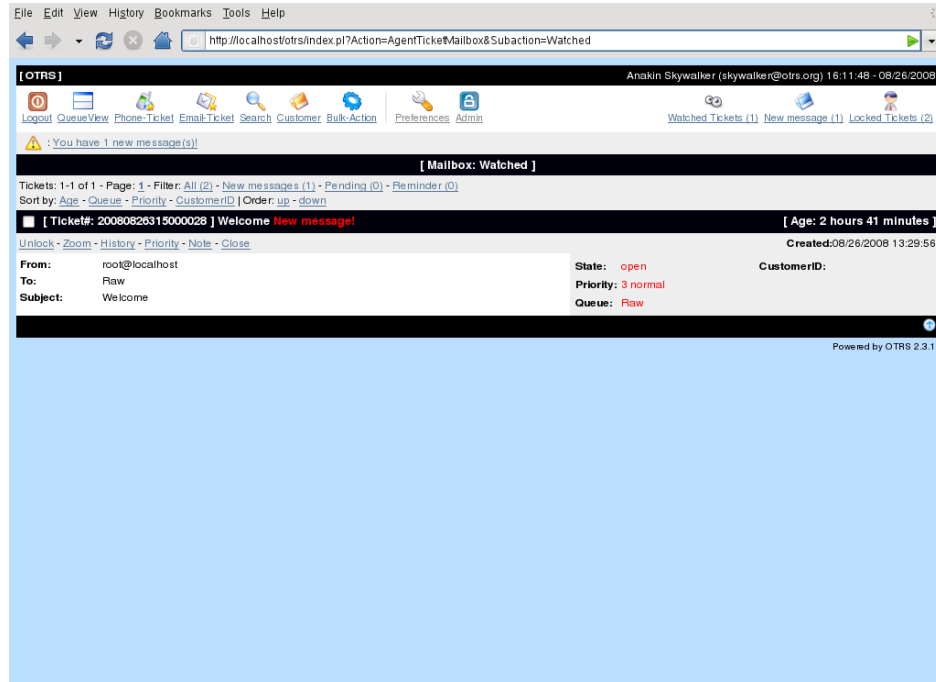 File Edit View History Bookmarks Tools Help
http://localhost/otrs/index.pl?Action=AgentTicketMailbox&Subaction=Watched
[ OTRS ] Anakin Skywalker (skywalker@otrs.org) 16:11:48 - 08/26/2008
Logout QueueView Phone-Ticket Email-Ticket Search Customer Bulk-Action Preferences Admin Watched Tickets (1) New message (1) Locked Tickets (2)
: You have 1 new message(s)!
[ Mailbox: Watched ]
Tickets: 1-1 of 1 - Page: 1 - Filter: All (2) - New messages (1) - Pending (0) - Reminder (0)
Sort by: Age - Queue - Priority - CustomerID | Order: up - down
[ Ticket#: 20080826315000028 ] Welcome New message! [ Age: 2 hours 41 minutes ]
Unlock - Zoom - History - Priority - Note - Close Created:08/26/2008 13:29:56
From: root@localhost State: open CustomerID:
To: Raw Priority: 3 normal
Subject: Welcome Queue: Raw
Powered by OTRS 2.3.1